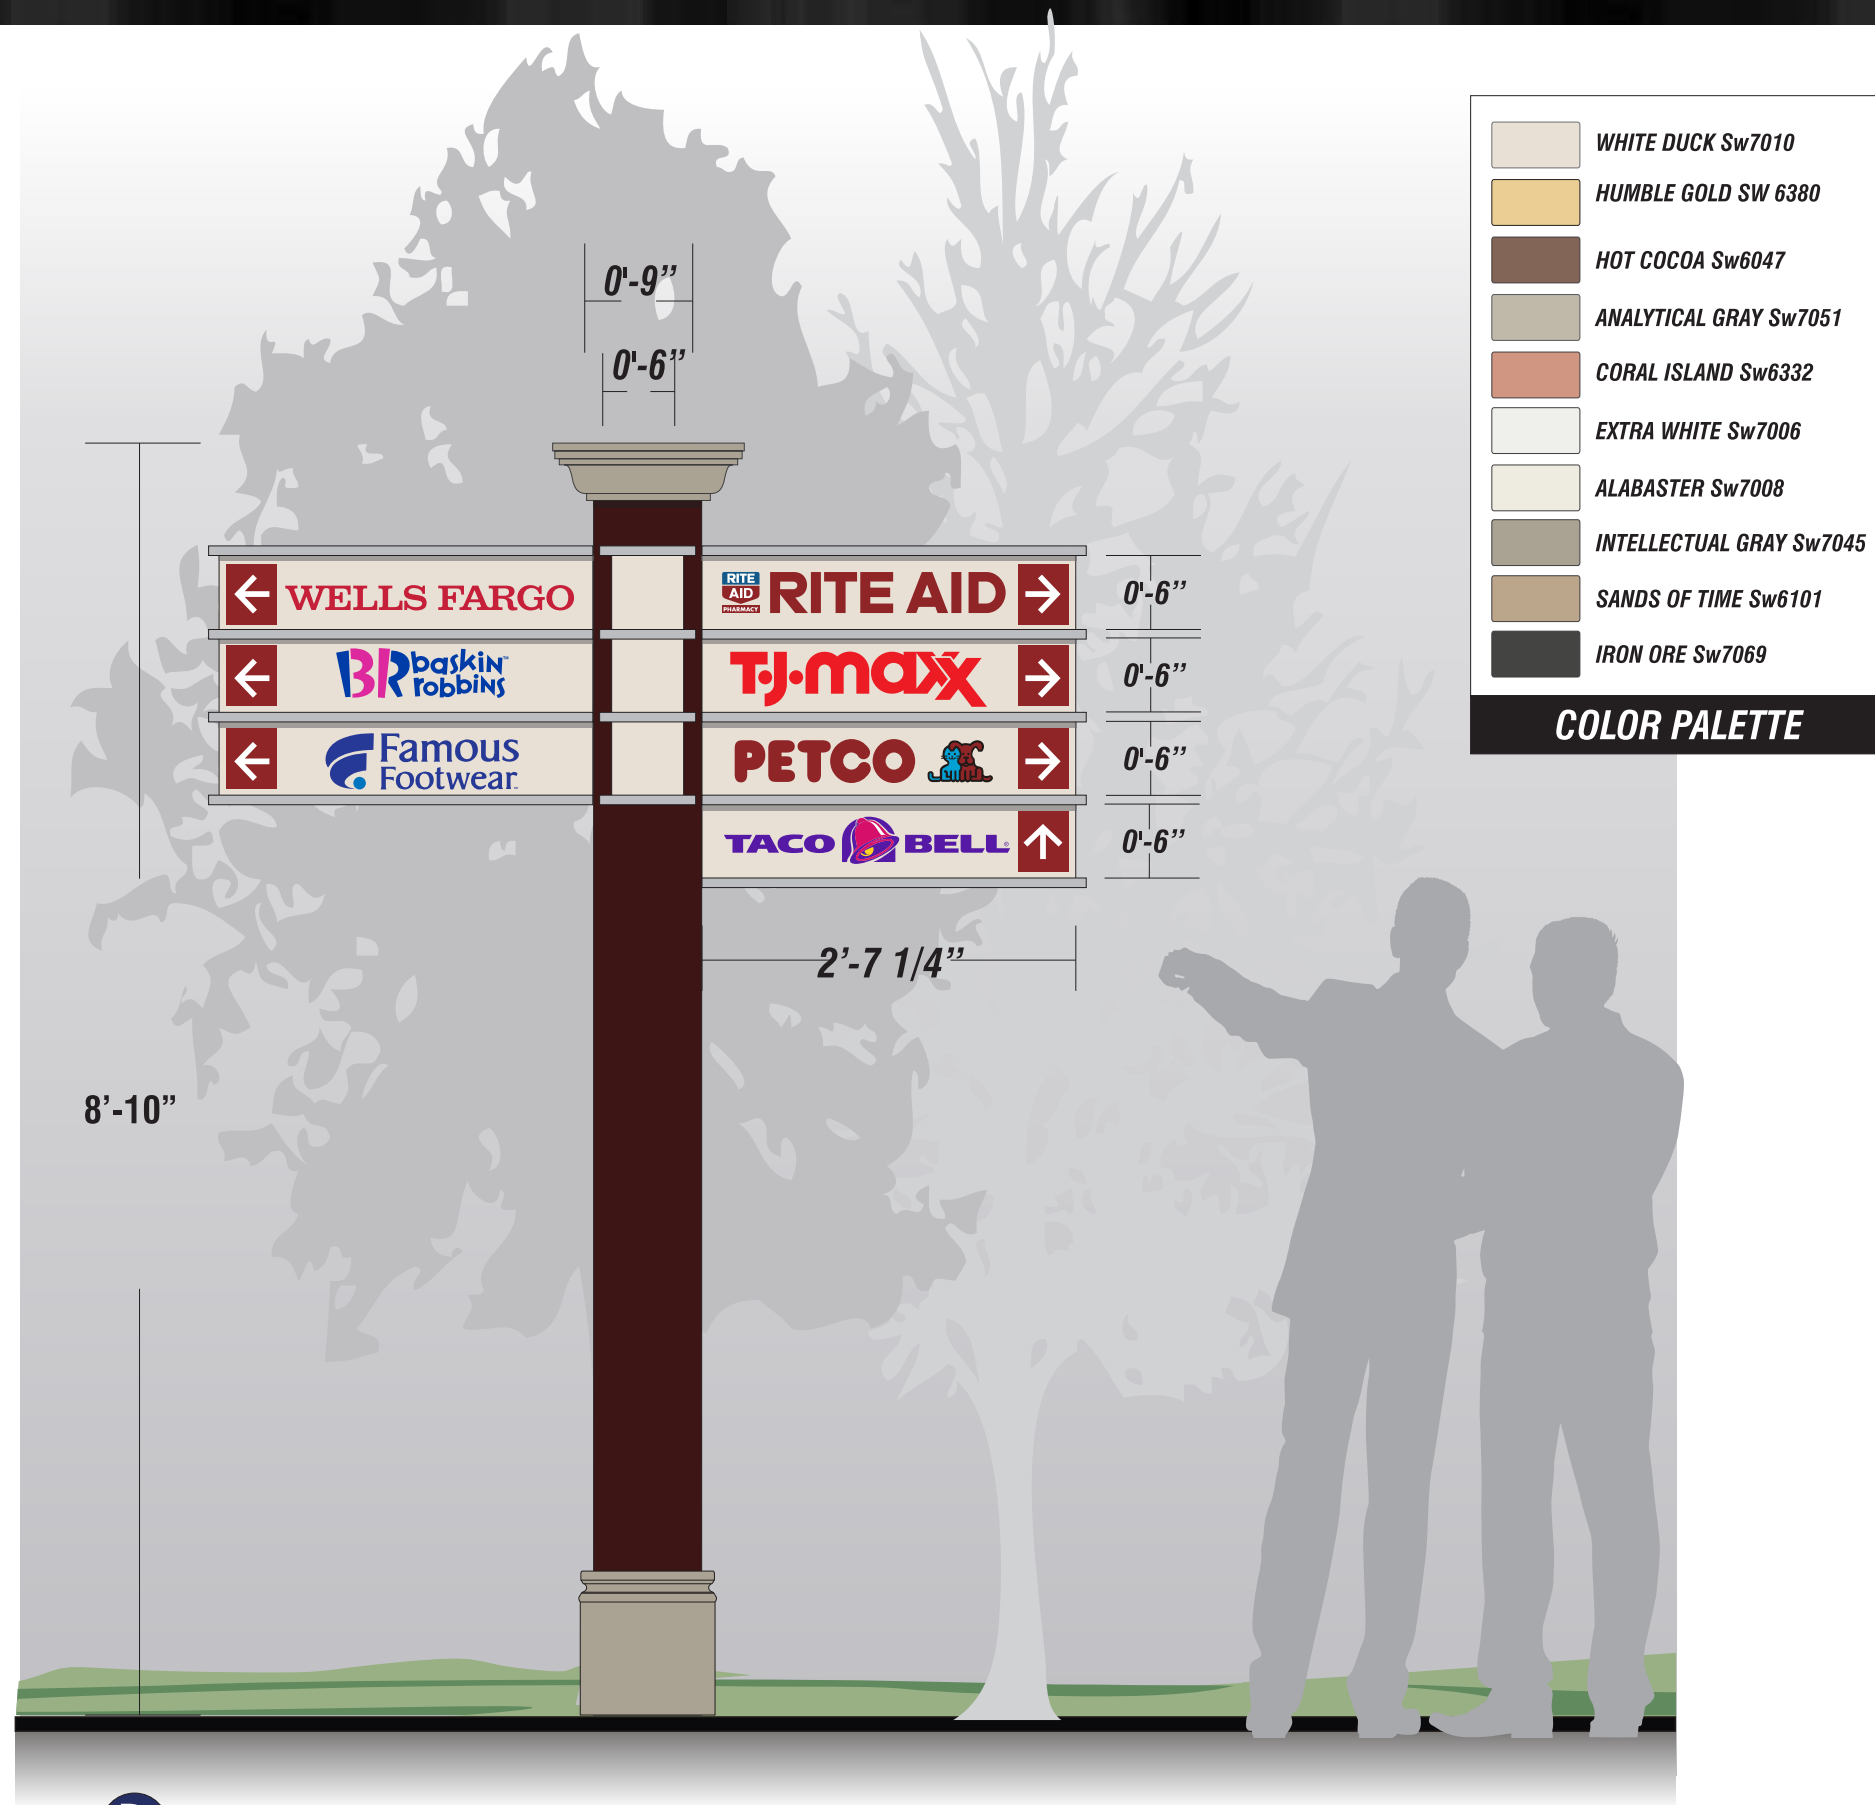 0'-9”
0'-6”
WELLS FARGO
RITE AID PHARMACY
RITE AID
0'-6”
baskin
robbins
BR
T·J·maxx
0'-6”
Famous
Footwear
PETCO
0'-6”
TACO BELL
0'-6”
2’-7 1/4”
8’-10”
WHITE DUCK Sw7010
HUMBLE GOLD SW 6380
HOT COCOA Sw6047
ANALYTICAL GRAY Sw7051
CORAL ISLAND Sw6332
EXTRA WHITE Sw7006
ALABASTER Sw7008
INTELLECTUAL GRAY Sw7045
SANDS OF TIME Sw6101
IRON ORE Sw7069
COLOR PALETTE